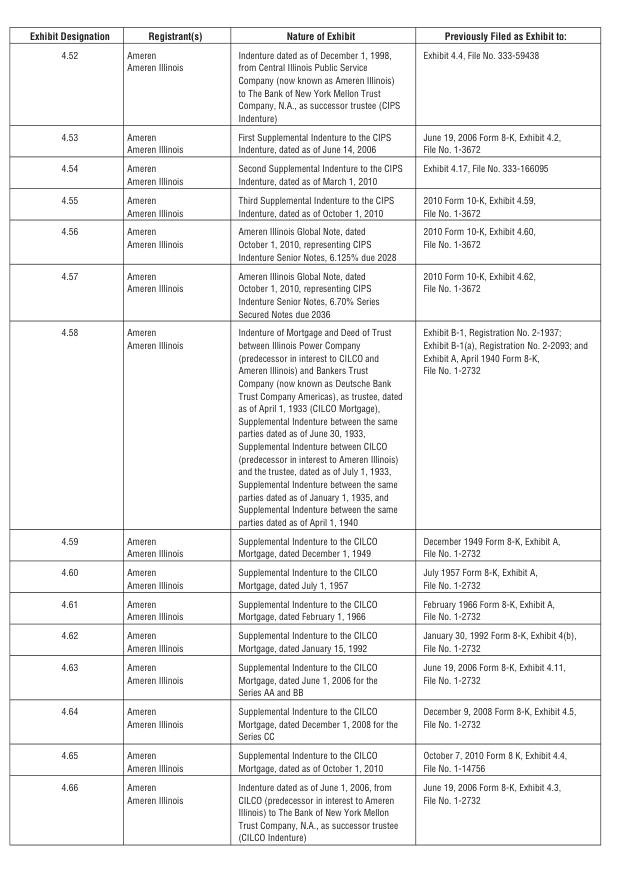 Exhibit Designation Registrant(s) Nature of Exhibit Previously Filed as Exhibit to:
4.52 Ameren Indenture dated as of December 1, 1998, Exhibit 4.4, File No. 333-59438
Ameren Illinois from Central Illinois Public Service
Company (now known as Ameren Illinois)
to The Bank of New York Mellon Trust
Company, N.A., as successor trustee (CIPS
Indenture)
4.53 Ameren First Supplemental Indenture to the CIPS June 19, 2006 Form 8-K, Exhibit 4.2,
Ameren Illinois Indenture, dated as of June 14, 2006 File No. 1-3672
4.54 Ameren Second Supplemental Indenture to the CIPS Exhibit 4.17, File No. 333-166095
Ameren Illinois Indenture, dated as of March 1, 2010
4.55 Ameren Third Supplemental Indenture to the CIPS 2010 Form 10-K, Exhibit 4.59,
Ameren Illinois Indenture, dated as of October 1, 2010 File No. 1-3672
4.56 Ameren Ameren Illinois Global Note, dated 2010 Form 10-K, Exhibit 4.60,
Ameren Illinois October 1, 2010, representing CIPS File No. 1-3672
Indenture Senior Notes, 6.125% due 2028
4.57 Ameren Ameren Illinois Global Note, dated 2010 Form 10-K, Exhibit 4.62,
Ameren Illinois October 1, 2010, representing CIPS File No. 1-3672
Indenture Senior Notes, 6.70% Series
Secured Notes due 2036
4.58 Ameren Indenture of Mortgage and Deed of Trust Exhibit B-1, Registration No. 2-1937;
Ameren Illinois between Illinois Power Company Exhibit B-1(a), Registration No. 2-2093; and
(predecessor in interest to CILCO and Exhibit A, April 1940 Form 8-K,
Ameren Illinois) and Bankers Trust File No. 1-2732
Company (now known as Deutsche Bank
Trust Company Americas), as trustee, dated
as of April 1, 1933 (CILCO Mortgage),
Supplemental Indenture between the same
parties dated as of June 30, 1933,
Supplemental Indenture between CILCO
(predecessor in interest to Ameren Illinois)
and the trustee, dated as of July 1, 1933,
Supplemental Indenture between the same
parties dated as of January 1, 1935, and
Supplemental Indenture between the same
parties dated as of April 1, 1940
4.59 Ameren Supplemental Indenture to the CILCO December 1949 Form 8-K, Exhibit A,
Ameren Illinois Mortgage, dated December 1, 1949 File No. 1-2732
4.60 Ameren Supplemental Indenture to the CILCO July 1957 Form 8-K, Exhibit A,
Ameren Illinois Mortgage, dated July 1, 1957 File No. 1-2732
4.61 Ameren Supplemental Indenture to the CILCO February 1966 Form 8-K, Exhibit A,
Ameren Illinois Mortgage, dated February 1, 1966 File No. 1-2732
4.62 Ameren Supplemental Indenture to the CILCO January 30, 1992 Form 8-K, Exhibit 4(b),
Ameren Illinois Mortgage, dated January 15, 1992 File No. 1-2732
4.63 Ameren Supplemental Indenture to the CILCO June 19, 2006 Form 8-K, Exhibit 4.11,
Ameren Illinois Mortgage, dated June 1, 2006 for the File No. 1-2732
Series AA and BB
4.64 Ameren Supplemental Indenture to the CILCO December 9, 2008 Form 8-K, Exhibit 4.5,
Ameren Illinois Mortgage, dated December 1, 2008 for the File No. 1-2732
Series CC
4.65 Ameren Supplemental Indenture to the CILCO October 7, 2010 Form 8 K, Exhibit 4.4,
Ameren Illinois Mortgage, dated as of October 1, 2010 File No. 1-14756
4.66 Ameren Indenture dated as of June 1, 2006, from June 19, 2006 Form 8-K, Exhibit 4.3,
Ameren Illinois CILCO (predecessor in interest to Ameren File No. 1-2732
Illinois) to The Bank of New York Mellon
Trust Company, N.A., as successor trustee
(CILCO Indenture)